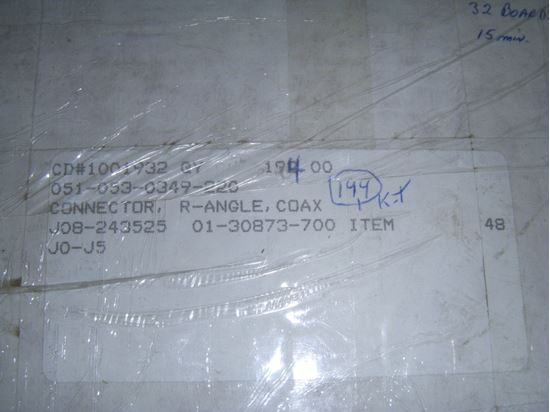 32 BOARD
15 min.
CD#1001932 QY 194.00
051-053-0349-220
194
CONNECTOR, R-ANGLE, COAX
J08-243525 01-30873-700 ITEM 48
J0-J5